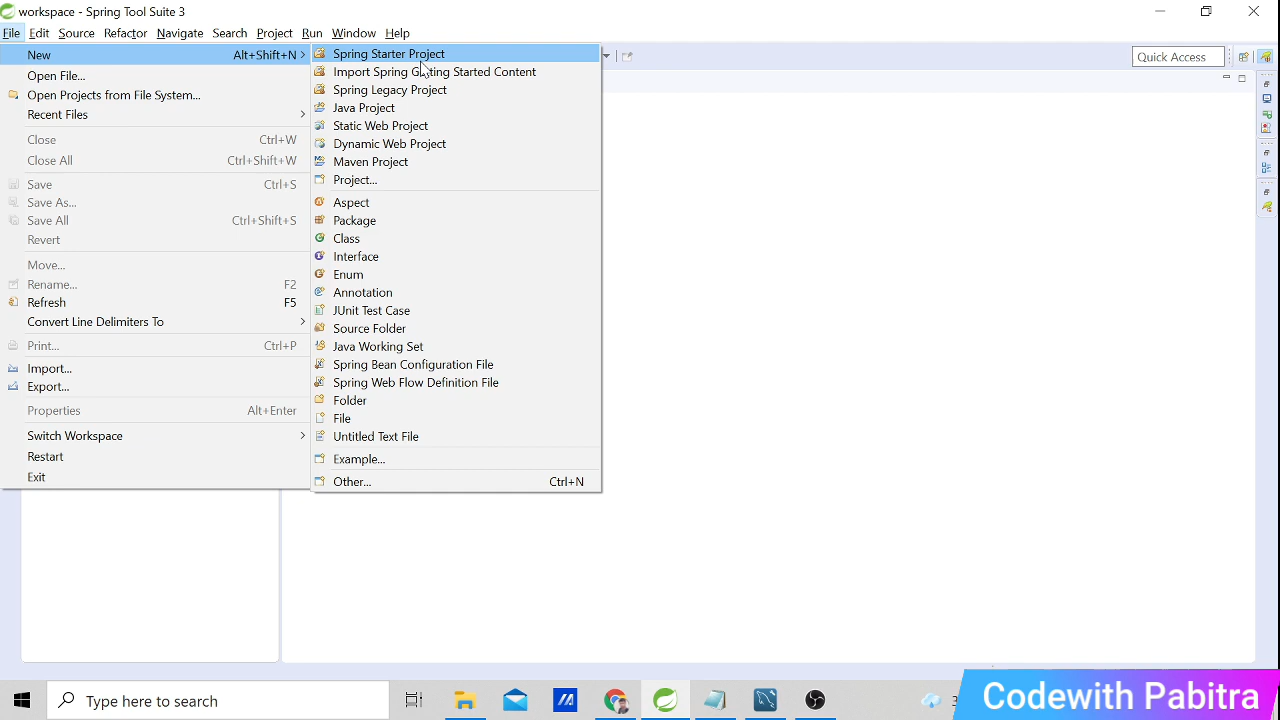 workspace - Spring Tool Suite 3
File Edit Source Refactor Navigate Search Project Run Window Help
New Alt+Shift+N
Open File...
Open Projects from File System...
Recent Files
Close Ctrl+W
Close All Ctrl+Shift+W
Save Ctrl+S
Save As...
Save All Ctrl+Shift+S
Revert
Move...
Rename... F2
Refresh F5
Convert Line Delimiters To
Print... Ctrl+P
Import...
Export...
Properties Alt+Enter
Switch Workspace
Restart
Exit
Spring Starter Project
Import Spring Getting Started Content
Spring Legacy Project
Java Project
Static Web Project
Dynamic Web Project
Maven Project
Project...
Aspect
Package
Class
Interface
Enum
Annotation
JUnit Test Case
Source Folder
Java Working Set
Spring Bean Configuration File
Spring Web Flow Definition File
Folder
File
Untitled Text File
Example...
Other... Ctrl+N
Quick Access
Type here to search
Codewith Pabitra